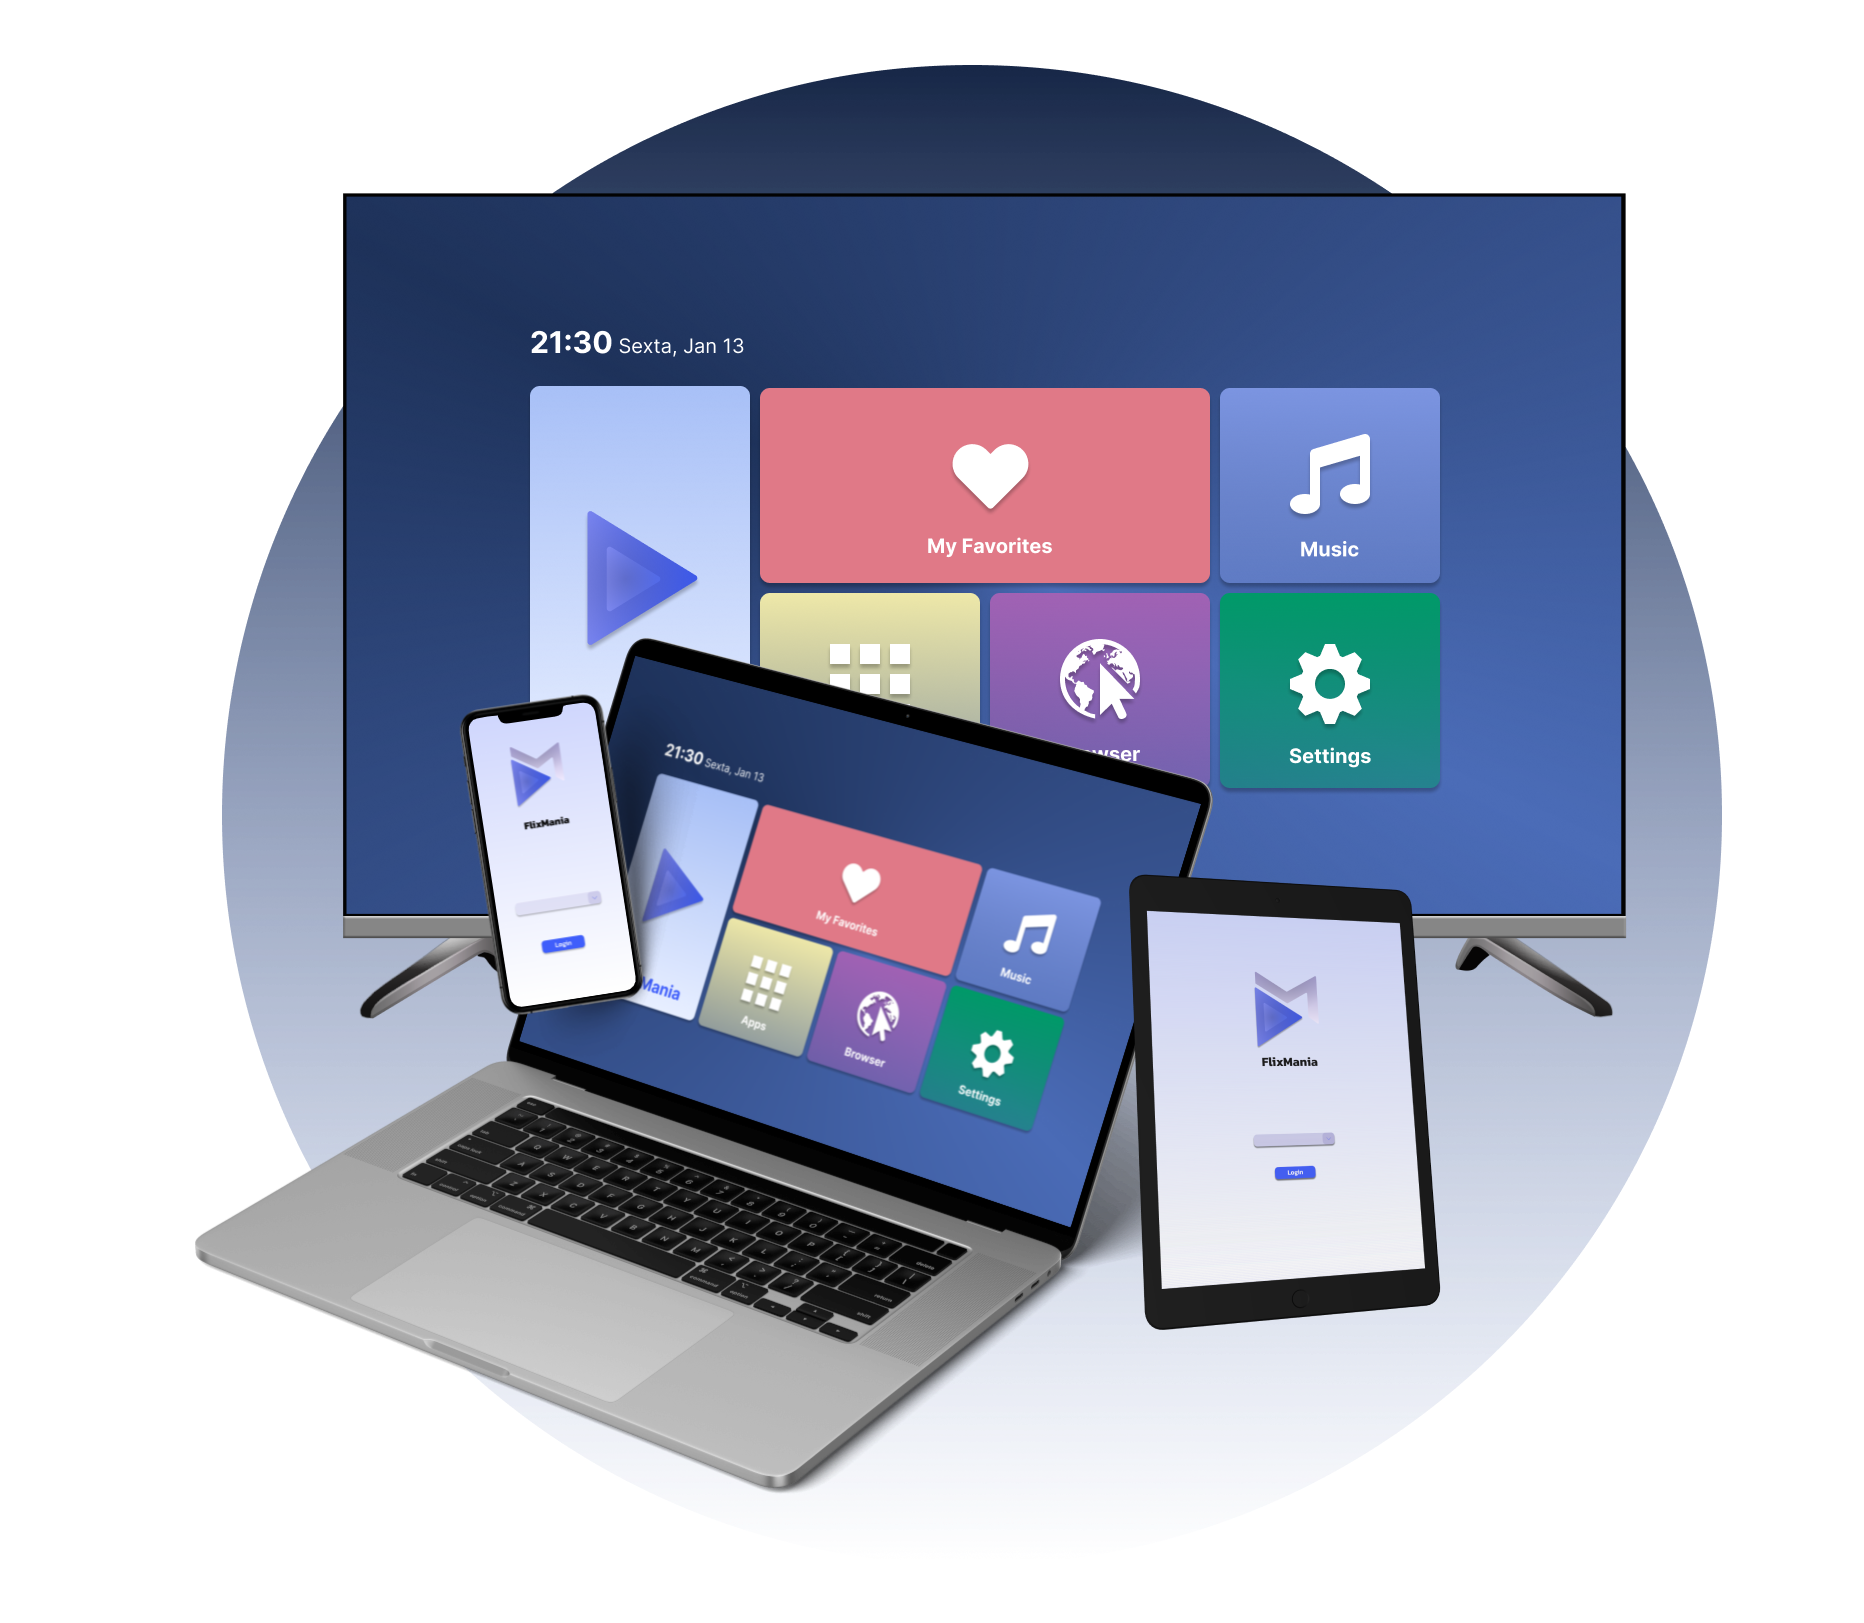 21:30 Sexta, Jan 13
My Favorites
Music
wser
Settings
FlixMania
Login
21:30 Sexta, Jan 13
My Favorites
Music
Mania
Apps
Browser
Settings
FlixMania
Login